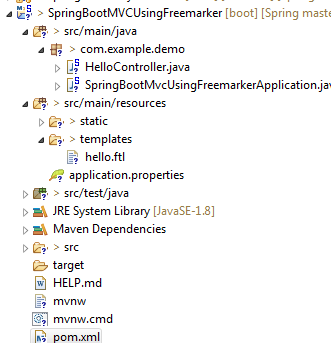 > SpringBootMVCUsingFreemarker [boot] [Spring mast
> src/main/java
> com.example.demo
> HelloController.java
> SpringBootMvcUsingFreemarkerApplication.jav
> src/main/resources
> static
> templates
hello.ftl
application.properties
> src/test/java
JRE System Library [JavaSE-1.8]
Maven Dependencies
> src
target
HELP.md
mvnw
mvnw.cmd
pom.xml